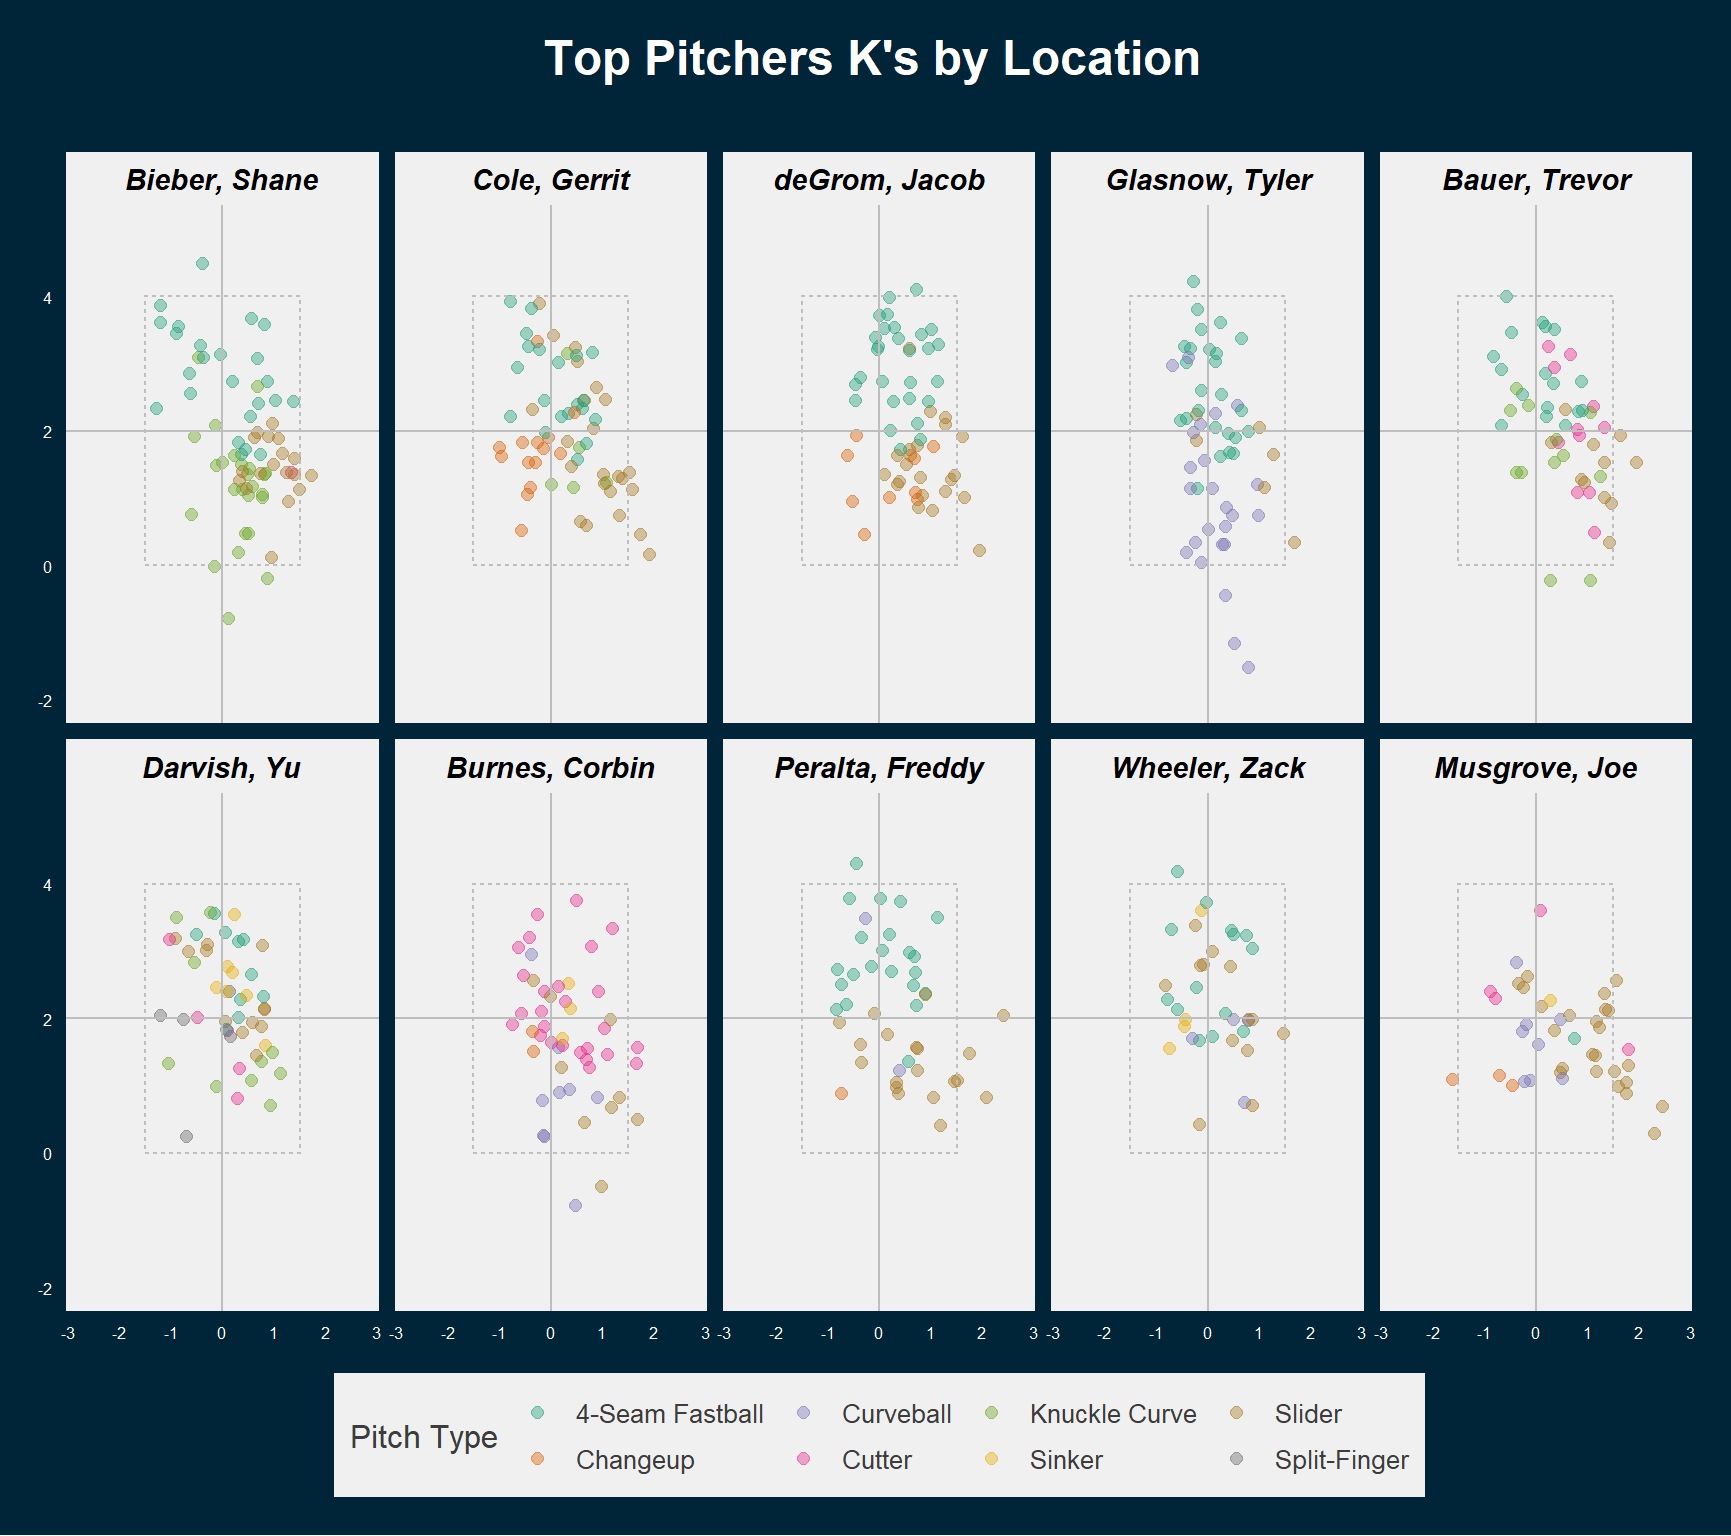 Top Pitchers K's by Location
Bieber, Shane
Cole, Gerrit
deGrom, Jacob
Glasnow, Tyler
Bauer, Trevor
4
2
0
-2
Darvish, Yu
Burnes, Corbin
Peralta, Freddy
Wheeler, Zack
Musgrove, Joe
4
2
0
-2
-3 -2 -1 0 1 2 3 -3 -2 -1 0 1 2 3 -3 -2 -1 0 1 2 3 -3 -2 -1 0 1 2 3 -3 -2 -1 0 1 2 3
Pitch Type
4-Seam Fastball Curveball Knuckle Curve Slider
Changeup Cutter Sinker Split-Finger